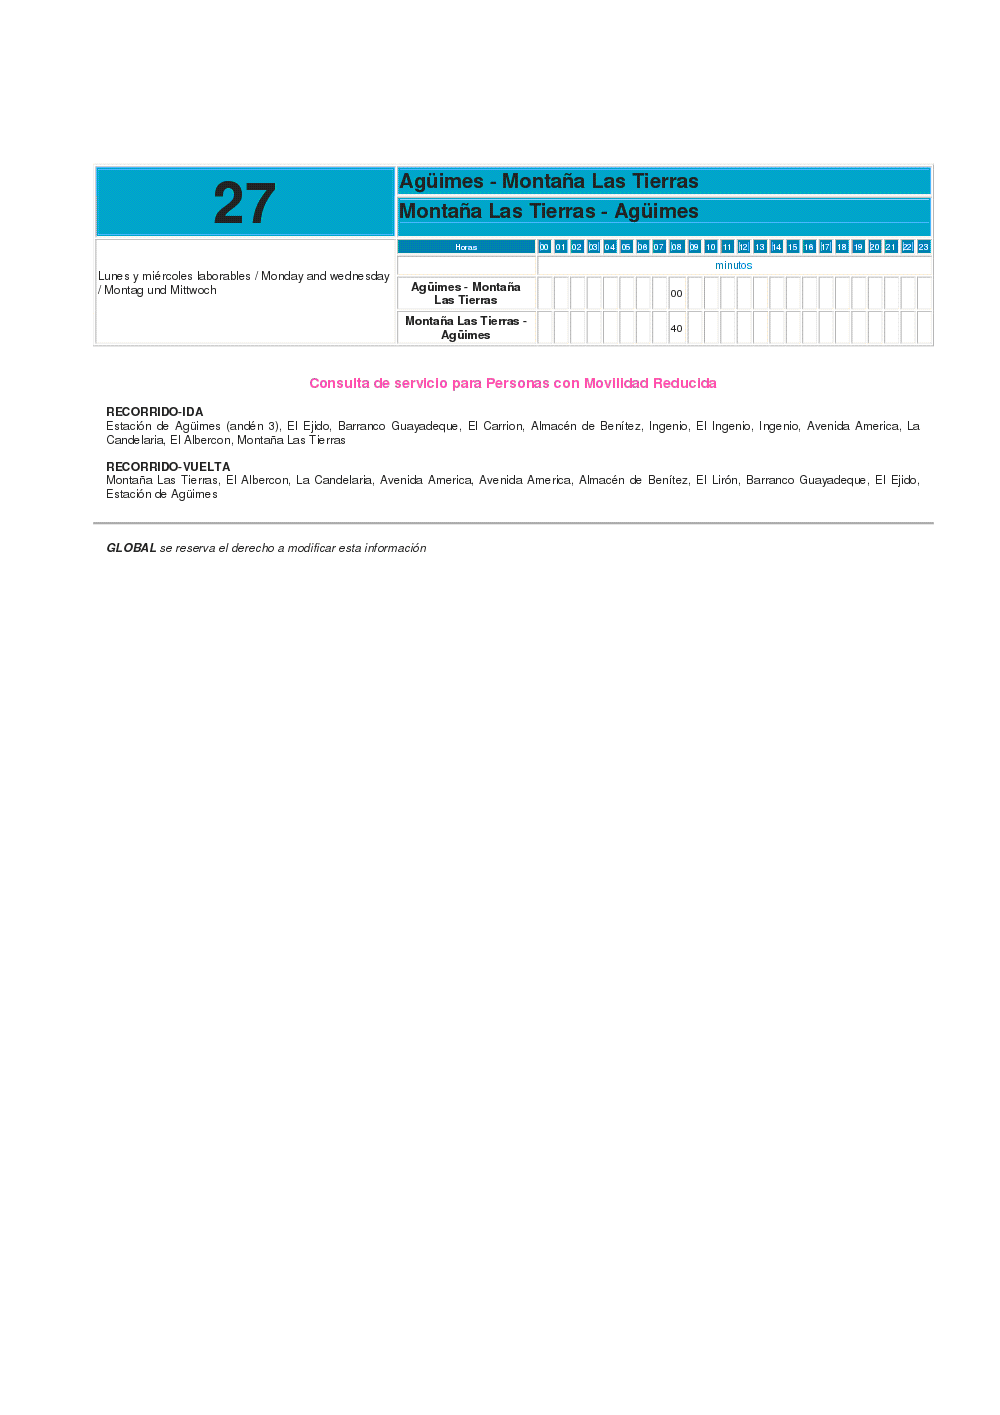 27
Agüimes - Montaña Las Tierras
Montaña Las Tierras - Agüimes
Lunes y miércoles laborables / Monday and wednesday
/ Montag und Mittwoch
Horas 00 01 02 03 04 05 06 07 08 09 10 11 12 13 14 15 16 17 18 19 20 21 22 23
minutos
Agüimes - Montaña
Las Tierras
00
Montaña Las Tierras -
Agüimes
40
Consulta de servicio para Personas con Movilidad Reducida
RECORRIDO-IDA
Estación de Agüimes (andén 3), El Ejido, Barranco Guayadeque, El Carrion, Almacén de Benítez, Ingenio, El Ingenio, Ingenio, Avenida America, La
Candelaria, El Albercon, Montaña Las Tierras
RECORRIDO-VUELTA
Montaña Las Tierras, El Albercon, La Candelaria, Avenida America, Avenida America, Almacén de Benítez, El Lirón, Barranco Guayadeque, El Ejido,
Estación de Agüimes
GLOBAL se reserva el derecho a modificar esta información